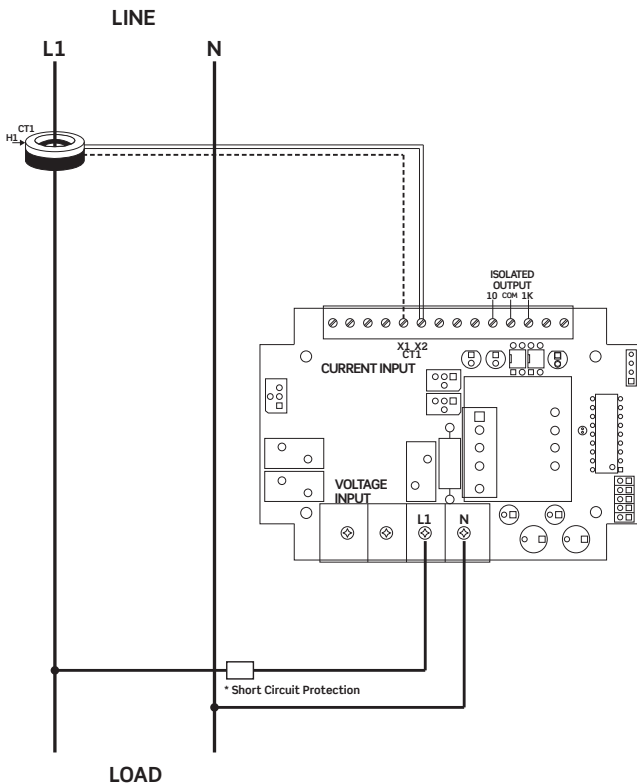 LINE
L1 N
CT1
H1
ISOLATED
OUTPUT
10 COM 1K
X1 X2
CT1
CURRENT INPUT
VOLTAGE
INPUT
L1 N
* Short Circuit Protection
LOAD